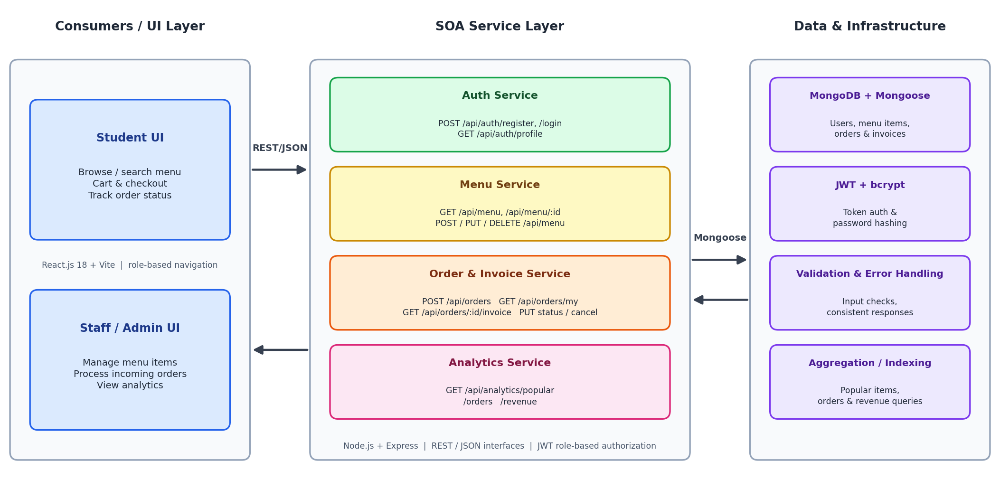 Consumers / UI Layer
Student UI
Browse / search menu
Cart & checkout
Track order status
React.js 18 + Vite | role-based navigation
Staff / Admin UI
Manage menu items
Process incoming orders
View analytics
REST/JSON
SOA Service Layer
Auth Service
POST /api/auth/register, /login
GET /api/auth/profile
Menu Service
GET /api/menu, /api/menu/:id
POST / PUT / DELETE /api/menu
Order & Invoice Service
POST /api/orders   GET /api/orders/my
GET /api/orders/:id/invoice   PUT status / cancel
Analytics Service
GET /api/analytics/popular
/orders   /revenue
Node.js + Express | REST / JSON interfaces | JWT role-based authorization
Mongoose
Data & Infrastructure
MongoDB + Mongoose
Users, menu items,
orders & invoices
JWT + bcrypt
Token auth &
password hashing
Validation & Error Handling
Input checks,
consistent responses
Aggregation / Indexing
Popular items,
orders & revenue queries